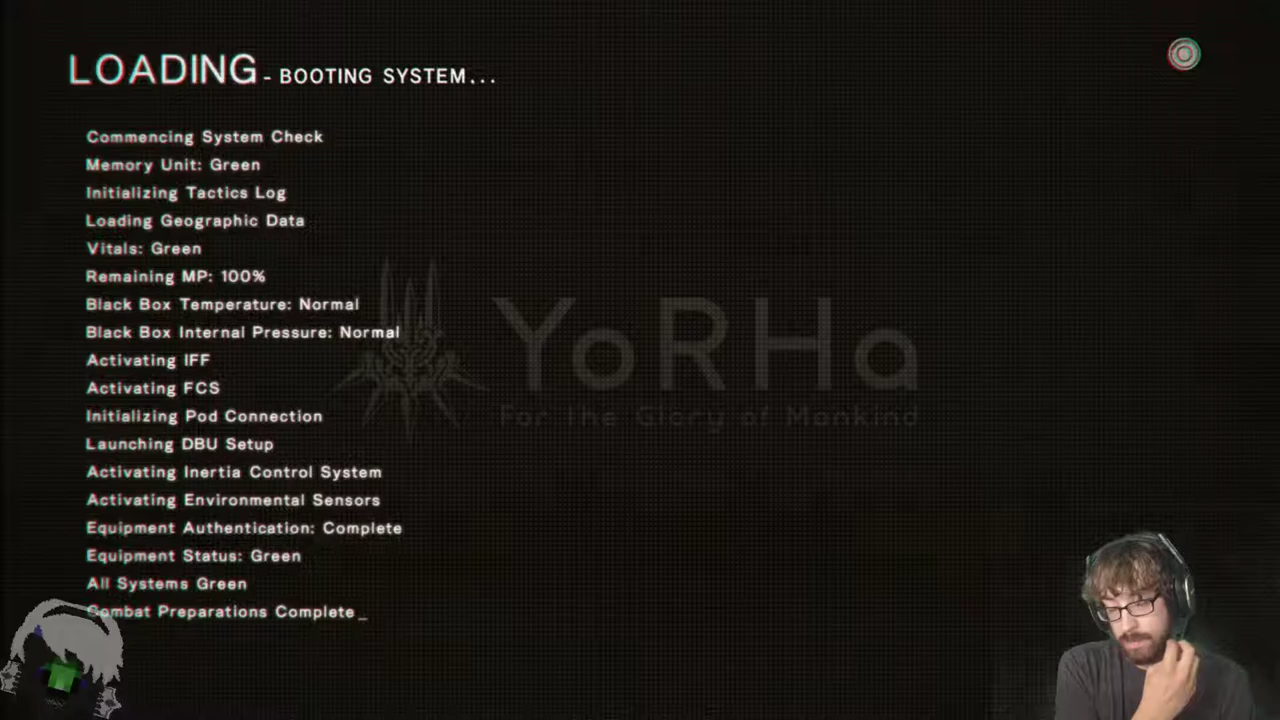 LOADING - BOOTING SYSTEM...
Commencing System Check
Memory Unit: Green
Initializing Tactics Log
Loading Geographic Data
Vitals: Green
Remaining MP: 100%
Black Box Temperature: Normal
Black Box Internal Pressure: Normal
Activating IFF
Activating FCS
Initializing Pod Connection
Launching DBU Setup
Activating Inertia Control System
Activating Environmental Sensors
Equipment Authentication: Complete
Equipment Status: Green
All Systems Green
Combat Preparations Complete_
YoRHa
For the Glory of Mankind